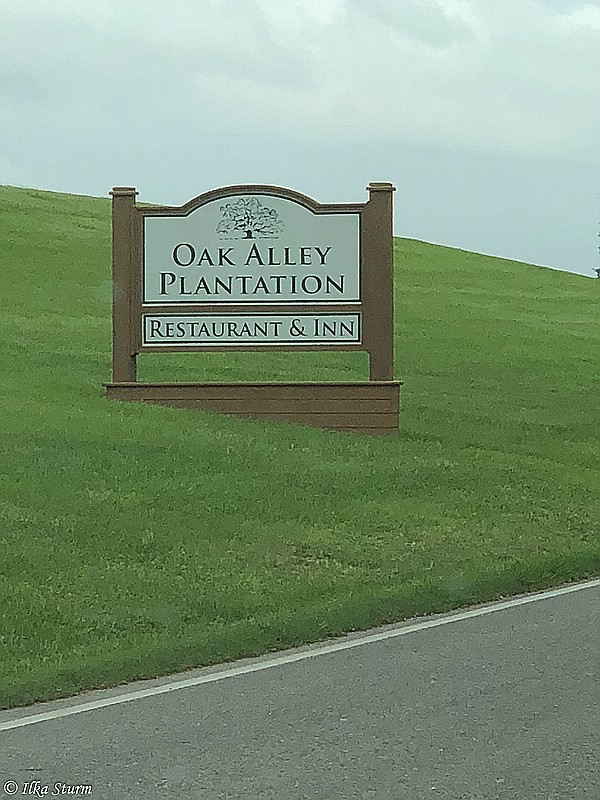 Oak Alley
Plantation
Restaurant & Inn
© Ilka Sturm